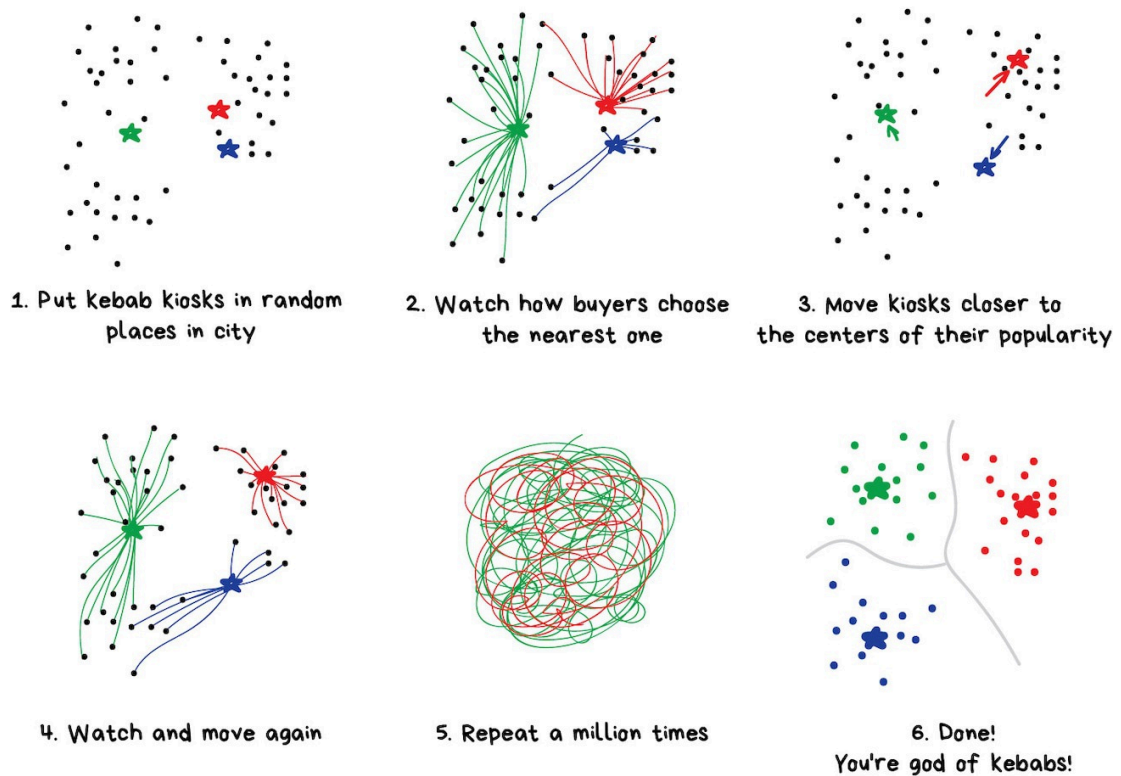 1. Put kebab kiosks in random
places in city
2. Watch how buyers choose
the nearest one
3. Move kiosks closer to
the centers of their popularity
4. Watch and move again
5. Repeat a million times
6. Done!
You're god of kebabs!